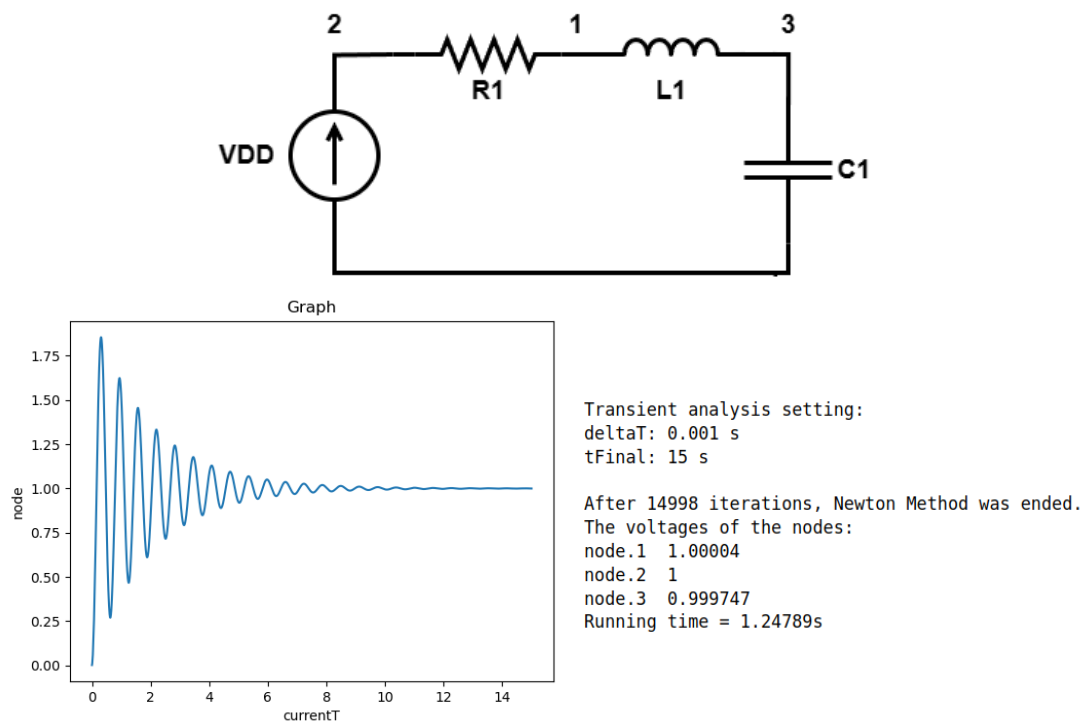 2
1
3
R1
L1
VDD
C1
Graph
1.75
1.50
1.25
1.00
0.75
0.50
0.25
0.00
node
0
2
4
6
8
10
12
14
currentT
Transient analysis setting:
deltaT: 0.001 s
tFinal: 15 s
After 14998 iterations, Newton Method was ended.
The voltages of the nodes:
node.1 1.00004
node.2 1
node.3 0.999747
Running time = 1.24789s